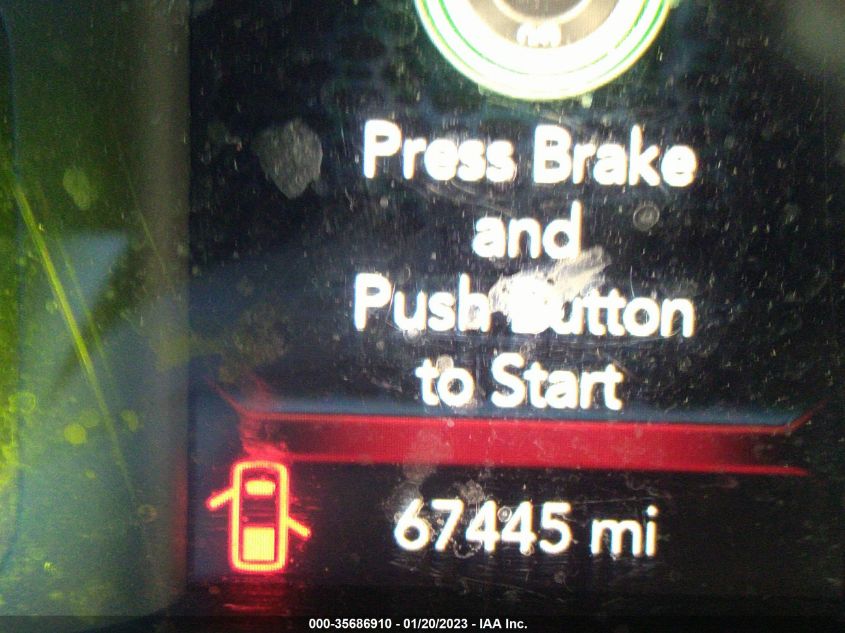 Press Brake
and
Push Button
to Start
67445 mi
000-35686910 - 01/20/2023 - IAA Inc.